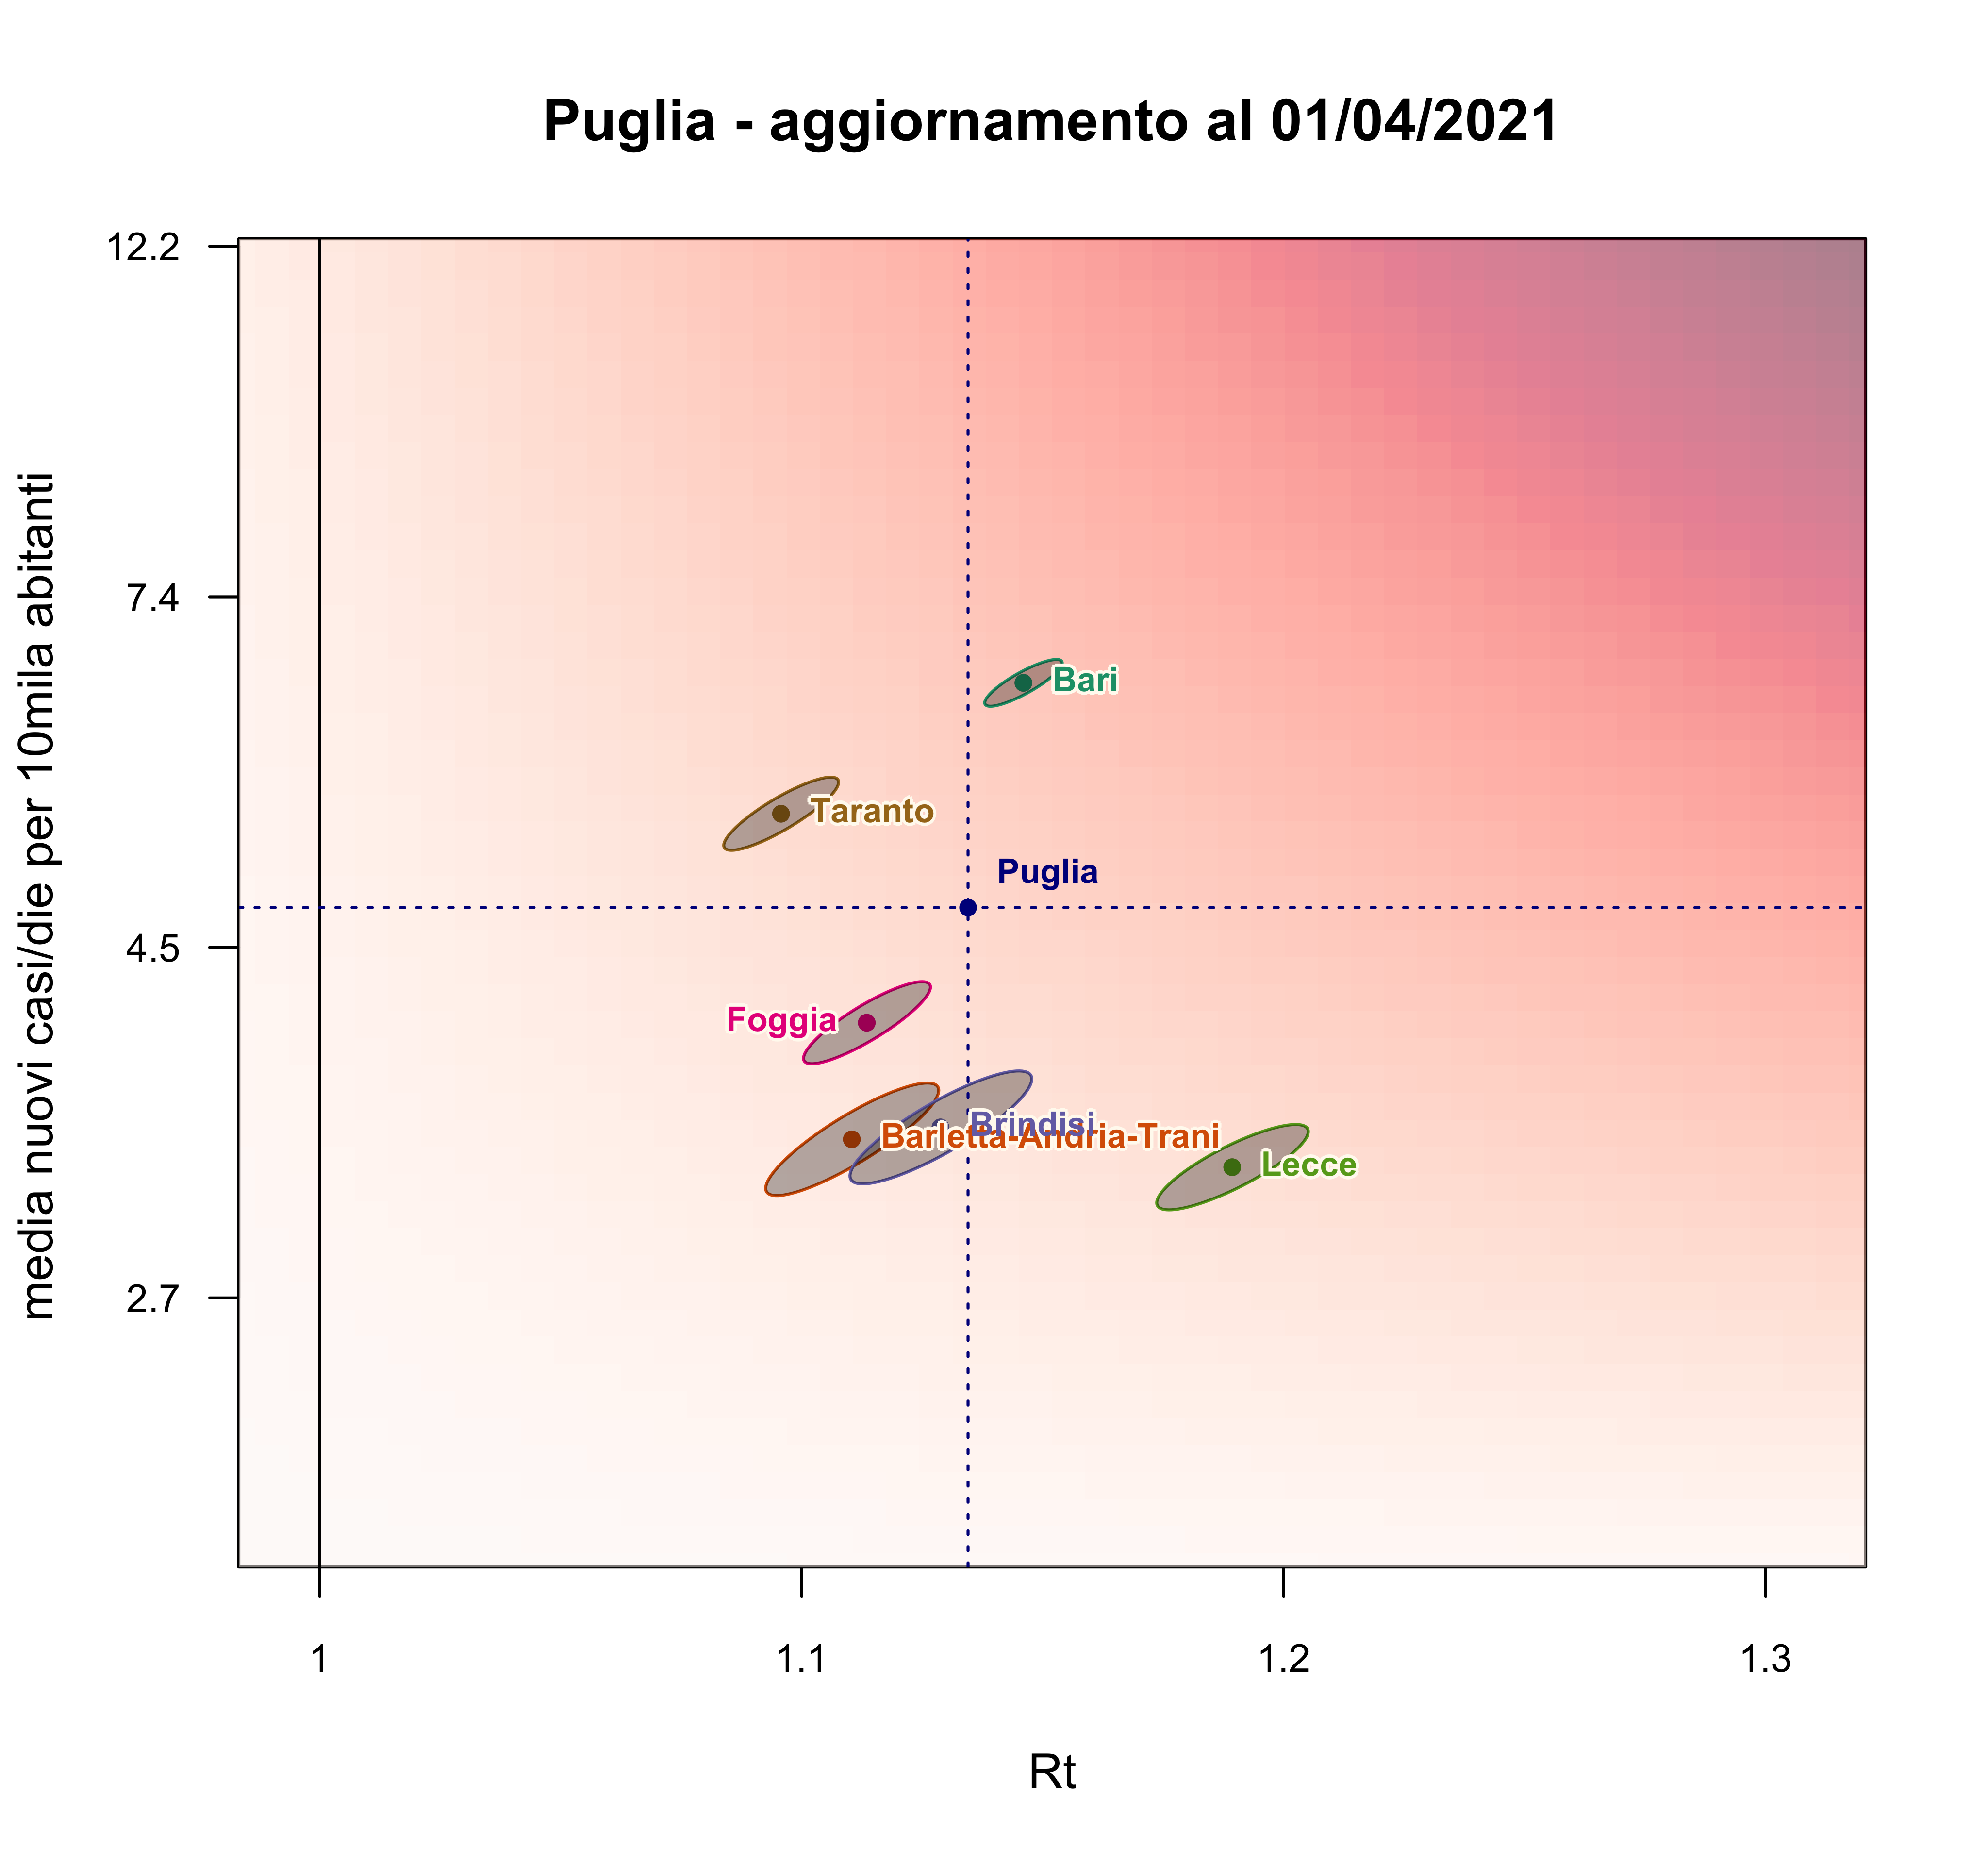 Puglia - aggiornamento al 01/04/2021
media nuovi casi/die per 10mila abitanti
12.2
7.4
4.5
2.7
Bari
Taranto
Puglia
Foggia
Brindisi
Barletta-Andria-Trani
Lecce
1
1.1
1.2
1.3
Rt